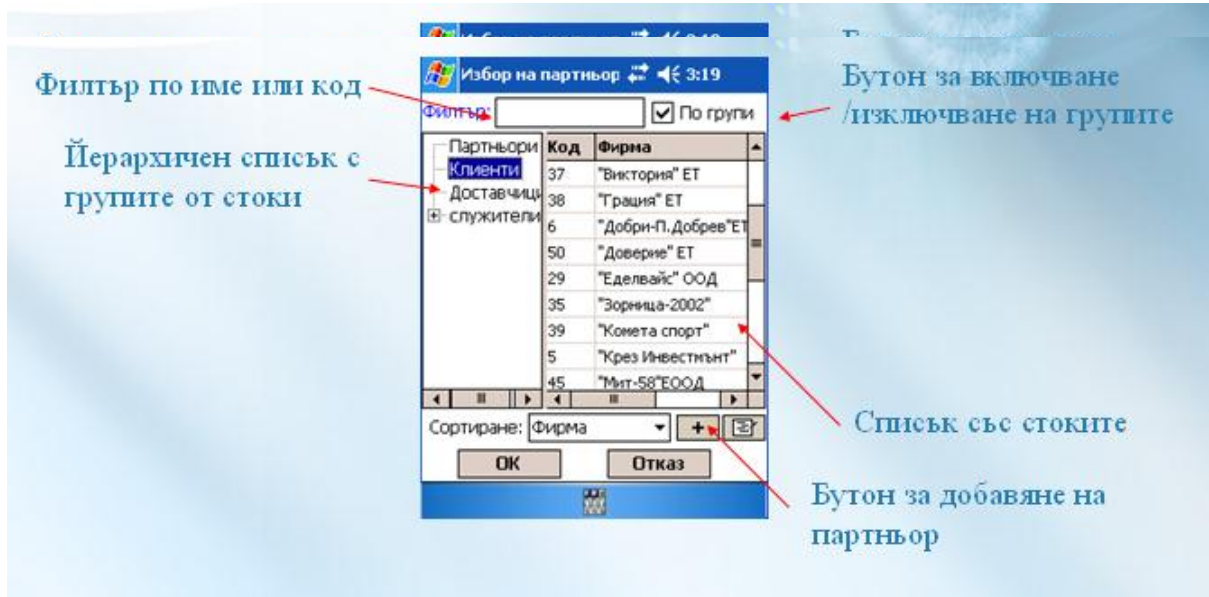 Филтър по име или код
Йерархичен списък с
групите от стоки
Избор на партньор 3:19
Филтър:
По групи
Партньори
Клиенти
Доставчици
служители
Код Фирма
37 "Виктория" ЕТ
38 "Грация" ЕТ
6 "Добри-П.Добрев"ЕТ
50 "Доверие" ЕТ
29 "Еделвайс" ООД
35 "Зорница-2002"
39 "Комета спорт"
5 "Крез Инвестмънт"
45 "Мит-58"ЕООД
Сортиране: Фирма
+
OK Отказ
Бутон за включване
/изключване на групите
Списък със стоките
Бутон за добавяне на
партньор